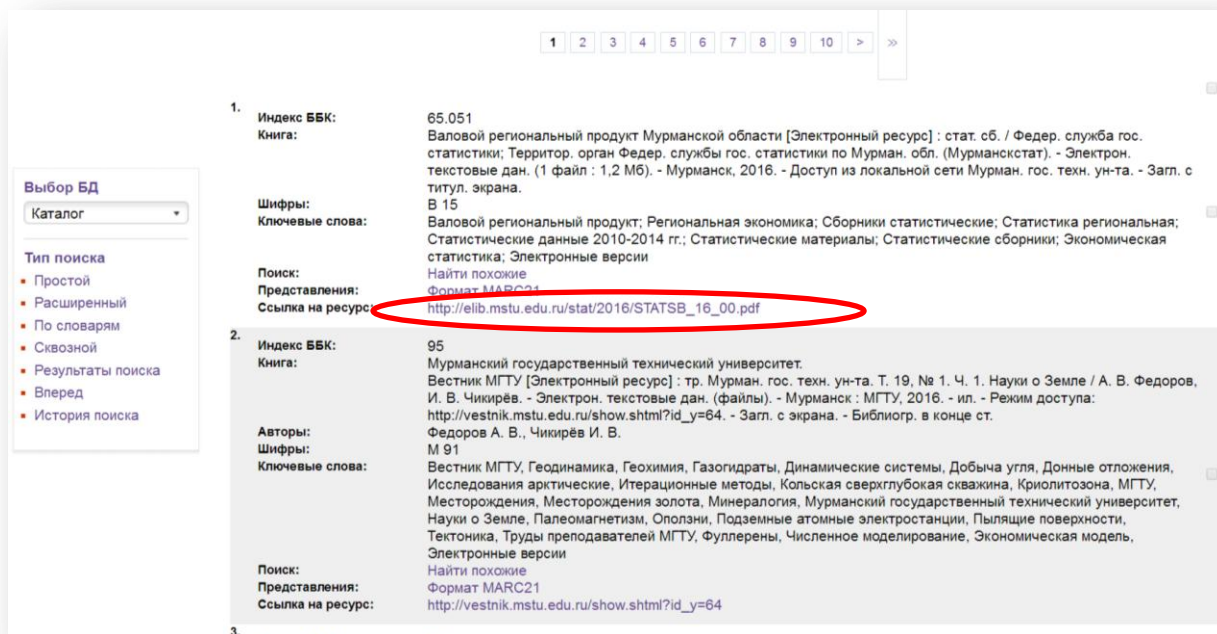 1 2 3 4 5 6 7 8 9 10 > »
Выбор БД
Каталог
Тип поиска
Простой
Расширенный
По словарям
Сквозной
Результаты поиска
Вперед
История поиска
1.
Индекс ББК: 65.051
Книга: Валовой региональный продукт Мурманской области [Электронный ресурс] : стат. сб. / Федер. служба гос.
статистики; Территор. орган Федер. службы гос. статистики по Мурман. обл. (Мурманскстат). - Электрон.
текстовые дан. (1 файл : 1,2 Мб). - Мурманск, 2016. - Доступ из локальной сети Мурман. гос. техн. ун-та. - Загл. с
титул. экрана.
Шифры: В 15
Ключевые слова: Валовой региональный продукт; Региональная экономика; Сборники статистические; Статистика региональная;
Статистические данные 2010-2014 гг.; Статистические материалы; Статистические сборники; Экономическая
статистика; Электронные версии
Поиск: Найти похожие
Представления: Формат MARC21
Ссылка на ресурс: http://elib.mstu.edu.ru/stat/2016/STATSB_16_00.pdf
2.
Индекс ББК: 95
Книга: Мурманский государственный технический университет.
Вестник МГТУ [Электронный ресурс] : тр. Мурман. гос. техн. ун-та. Т. 19, № 1. Ч. 1. Науки о Земле / А. В. Федоров,
И. В. Чикирёв. - Электрон. текстовые дан. (файлы). - Мурманск : МГТУ, 2016. - ил. - Режим доступа:
http://vestnik.mstu.edu.ru/show.shtml?id_y=64. - Загл. с экрана. - Библиогр. в конце ст.
Авторы: Федоров А. В., Чикирёв И. В.
Шифры: М 91
Ключевые слова: Вестник МГТУ, Геодинамика, Геохимия, Газогидраты, Динамические системы, Добыча угля, Донные отложения,
Исследования арктические, Итерационные методы, Кольская сверхглубокая скважина, Криолитозона, МГТУ,
Месторождения, Месторождения золота, Минералогия, Мурманский государственный технический университет,
Науки о Земле, Палеомагнетизм, Оползни, Подземные атомные электростанции, Пылящие поверхности,
Тектоника, Труды преподавателей МГТУ, Фуллерены, Численное моделирование, Экономическая модель,
Электронные версии
Поиск: Найти похожие
Представления: Формат MARC21
Ссылка на ресурс: http://vestnik.mstu.edu.ru/show.shtml?id_y=64
3.